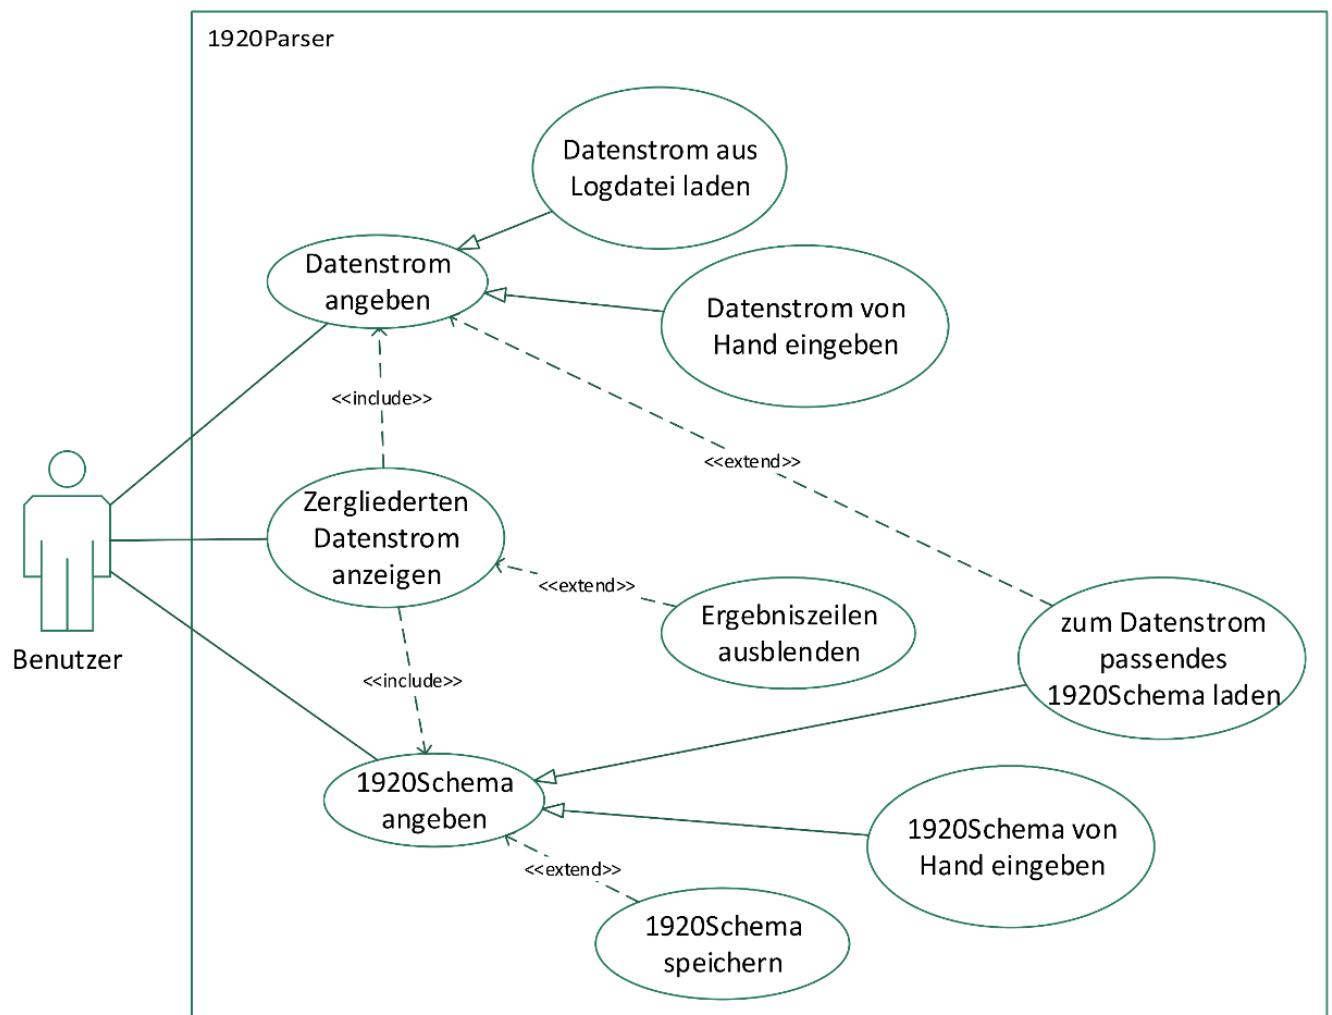 1920Parser
Datenstrom aus
Logdatei laden
Datenstrom
angeben
Datenstrom von
Hand eingeben
<<include>>
<<extend>>
Zergliederten
Datenstrom
anzeigen
<<extend>>
Ergebniszeilen
ausblenden
zum Datenstrom
passendes
1920Schema laden
Benutzer
<<include>>
1920Schema
angeben
1920Schema von
Hand eingeben
<<extend>>
1920Schema
speichern